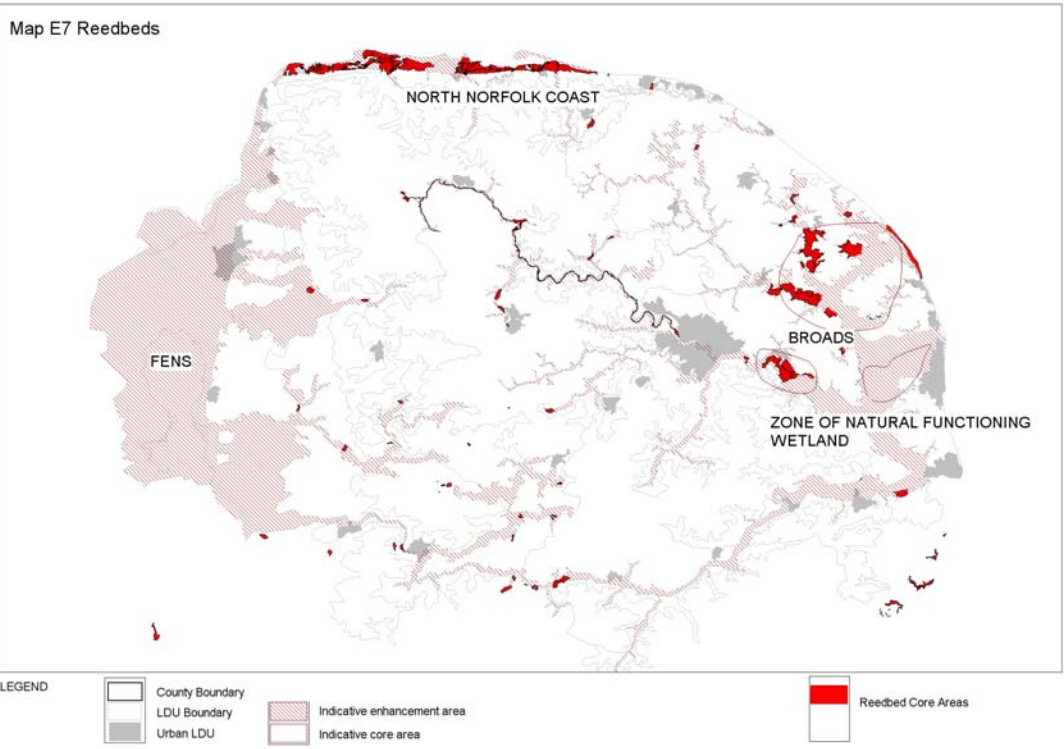 Map E7 Reedbeds
NORTH NORFOLK COAST
BROADS
FENS
ZONE OF NATURAL FUNCTIONING
WETLAND
LEGEND
County Boundary
LDU Boundary
Urban LDU
Indicative enhancement area
Indicative core area
Reedbed Core Areas